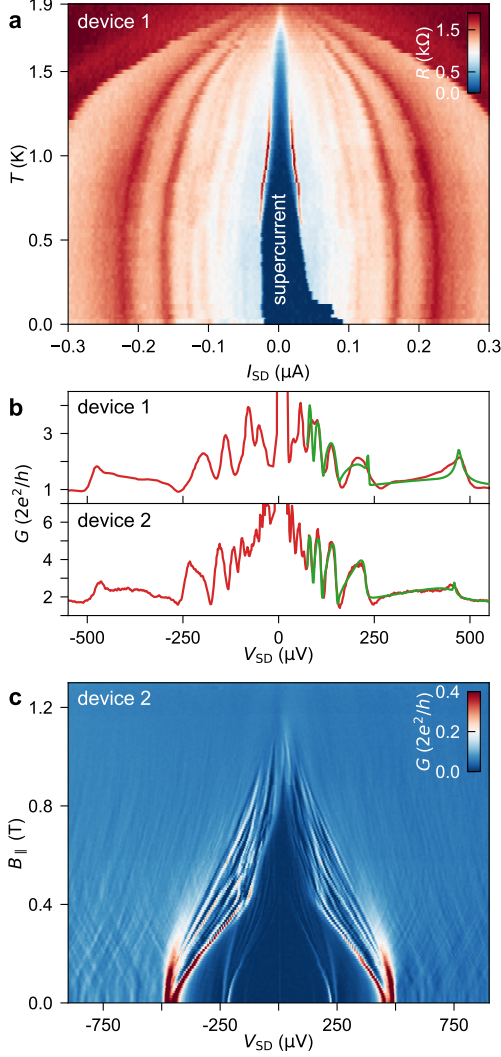 a
device 1
1.9
1.5
1.0
0.5
0.0
T (K)
R (kΩ)
1.5
0.5
0.0
supercurrent
−0.3 −0.2 −0.1 0.0 0.1 0.2 0.3
I_SD (μA)
b
device 1
3
1
G (2e²/h)
device 2
6
4
2
-500 -250 0 250 500
V_SD (μV)
c
device 2
1.2
0.8
0.4
0.0
B_∥ (T)
G (2e²/h)
0.4
0.2
0.0
-750 -250 250 750
V_SD (μV)